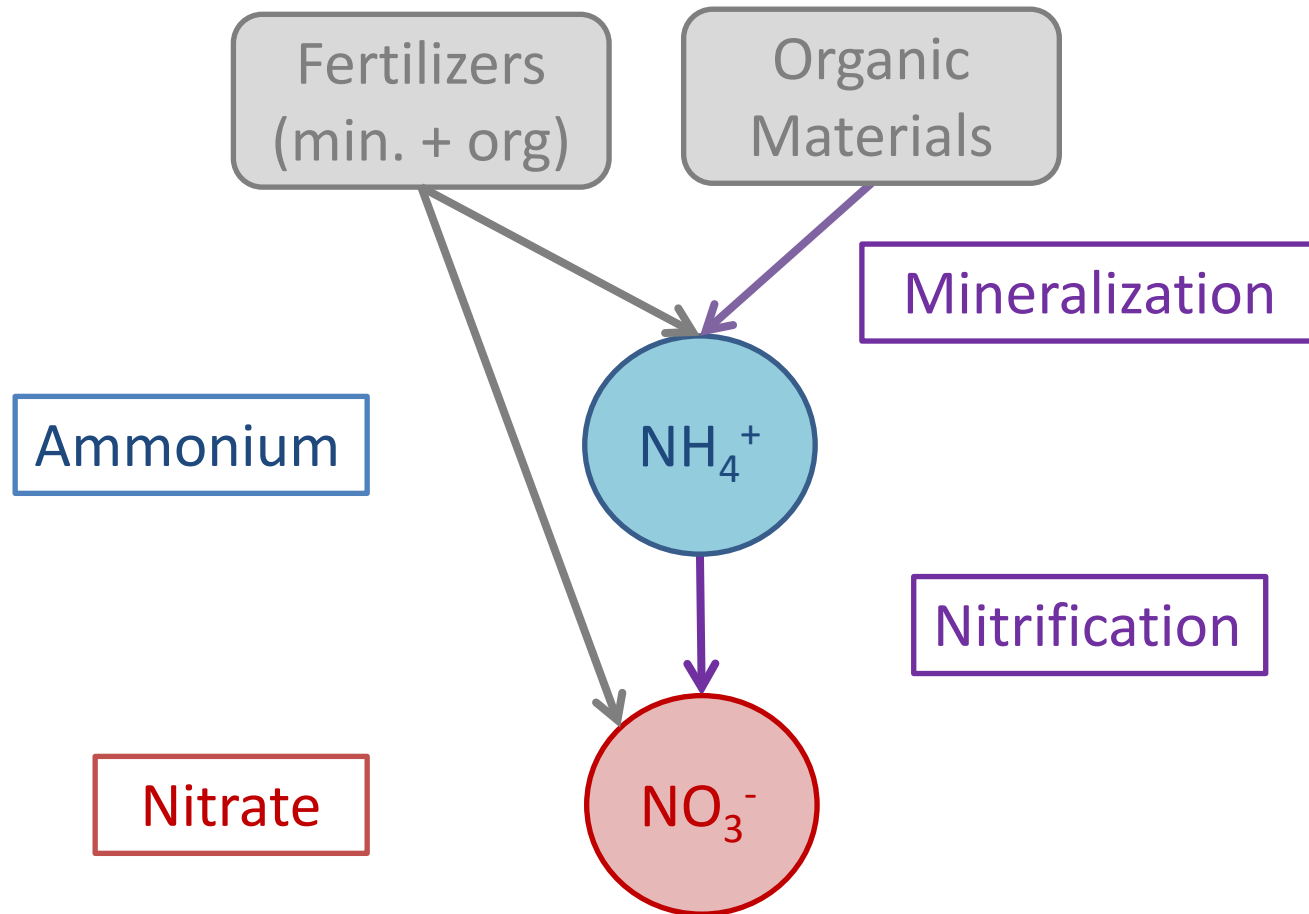 Fertilizers
(min. + org)
Organic
Materials
Mineralization
Ammonium
NH₄⁺
Nitrification
Nitrate
NO₃⁻